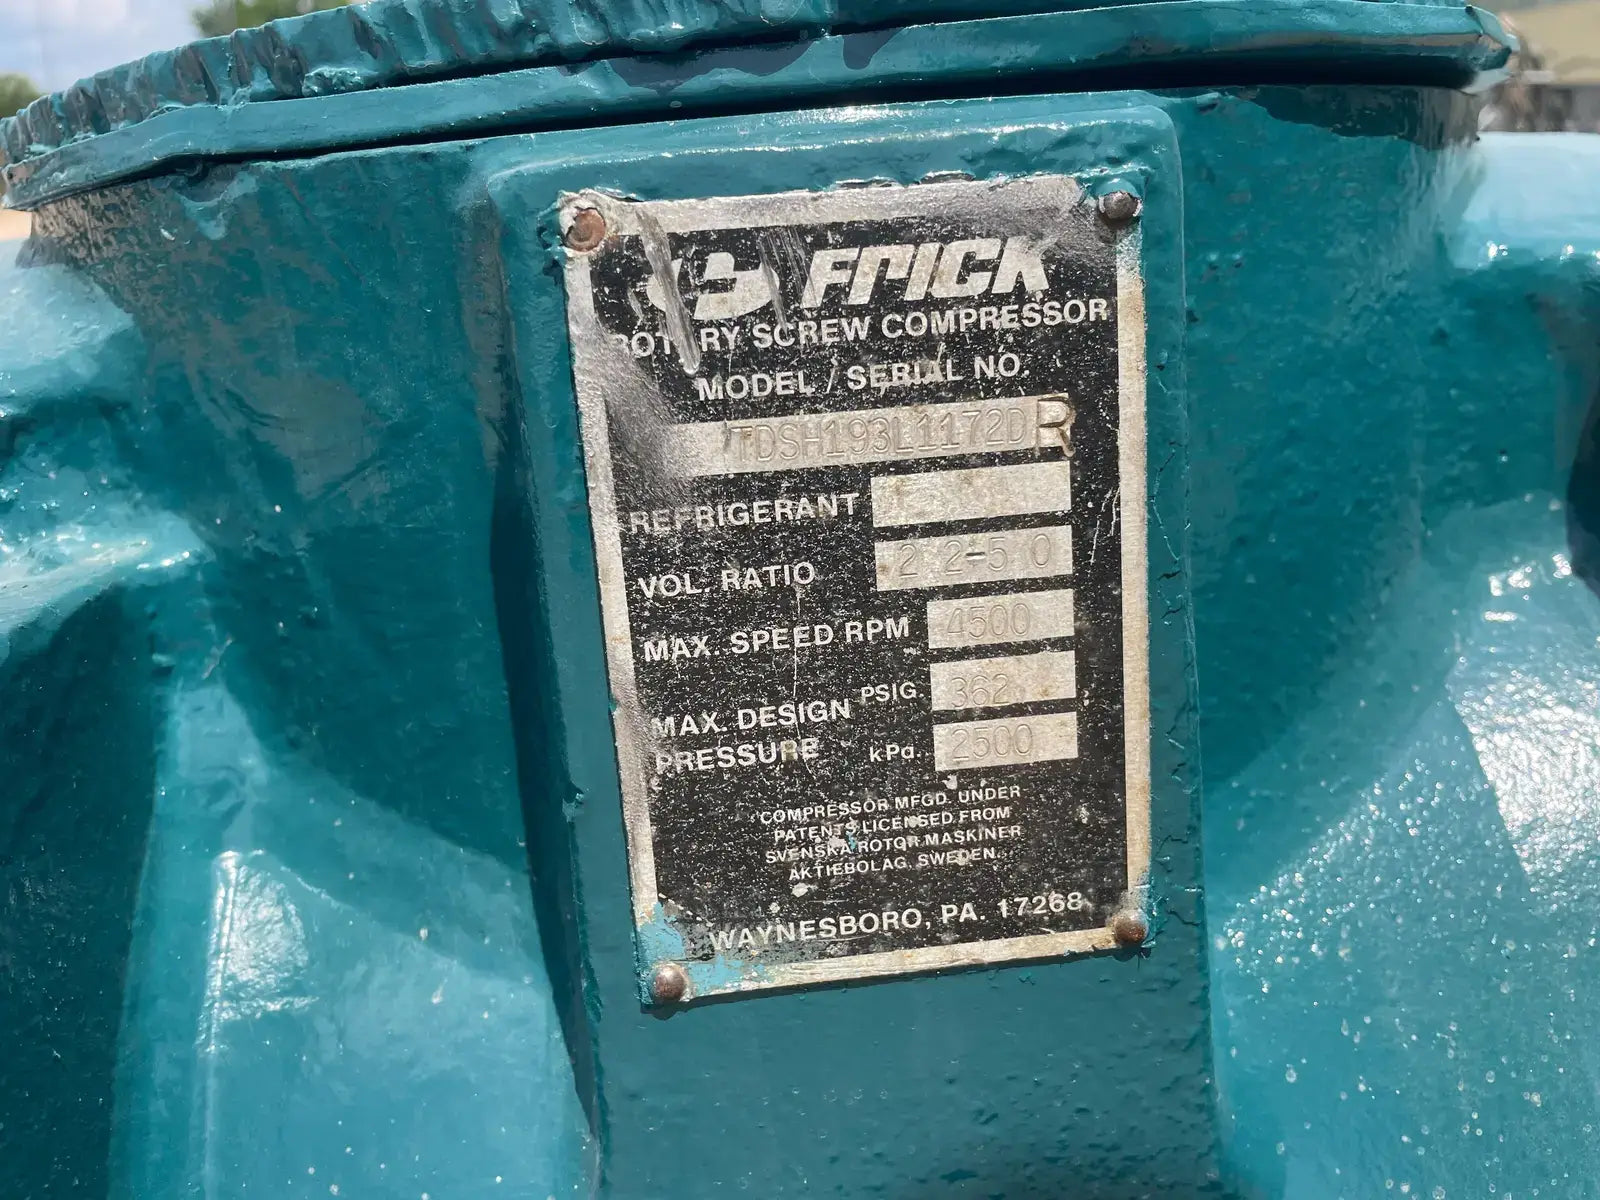 FRICK
ROTARY SCREW COMPRESSOR
MODEL / SERIAL NO.
TDSH193L1172D R
REFRIGERANT
VOL. RATIO 2 2-5 0
MAX. SPEED RPM 4500
MAX. DESIGN PSIG 362
PRESSURE kPa. 2500
COMPRESSOR MFGD. UNDER
PATENTS LICENSED FROM
SVENSKA ROTOR MASKINER
AKTIEBOLAG, SWEDEN.
WAYNESBORO, PA. 17268